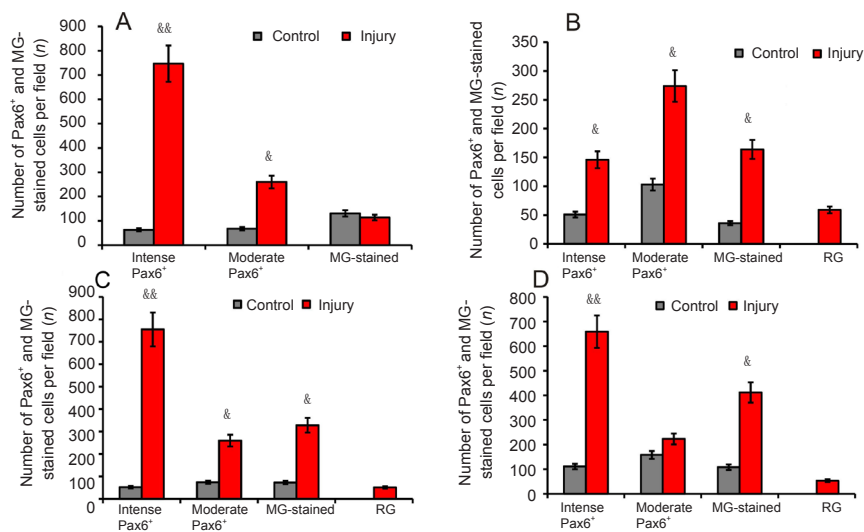 A
Control
Injury
Number of Pax6⁺ and MG-
stained cells per field (n)
900
800
700
600
500
400
300
200
100
0
&&
&
Intense
Pax6⁺
Moderate
Pax6⁺
MG-stained
B
Control
Injury
Number of Pax6⁺ and MG-stained
cells per field (n)
350
300
250
200
150
100
50
0
&
&
&
Intense
Pax6⁺
Moderate
Pax6⁺
MG-stained
RG
C
Control
Injury
Number of Pax6⁺ and MG-
stained cells per field (n)
900
800
700
600
500
400
300
200
100
0
&&
&
&
Intense
Pax6⁺
Moderate
Pax6⁺
MG-stained
RG
D
Control
Injury
Number of Pax6⁺ and MG-
stained cells per field (n)
800
700
600
500
400
300
200
100
0
&&
&
Intense
Pax6⁺
Moderate
Pax6⁺
MG-stained
RG